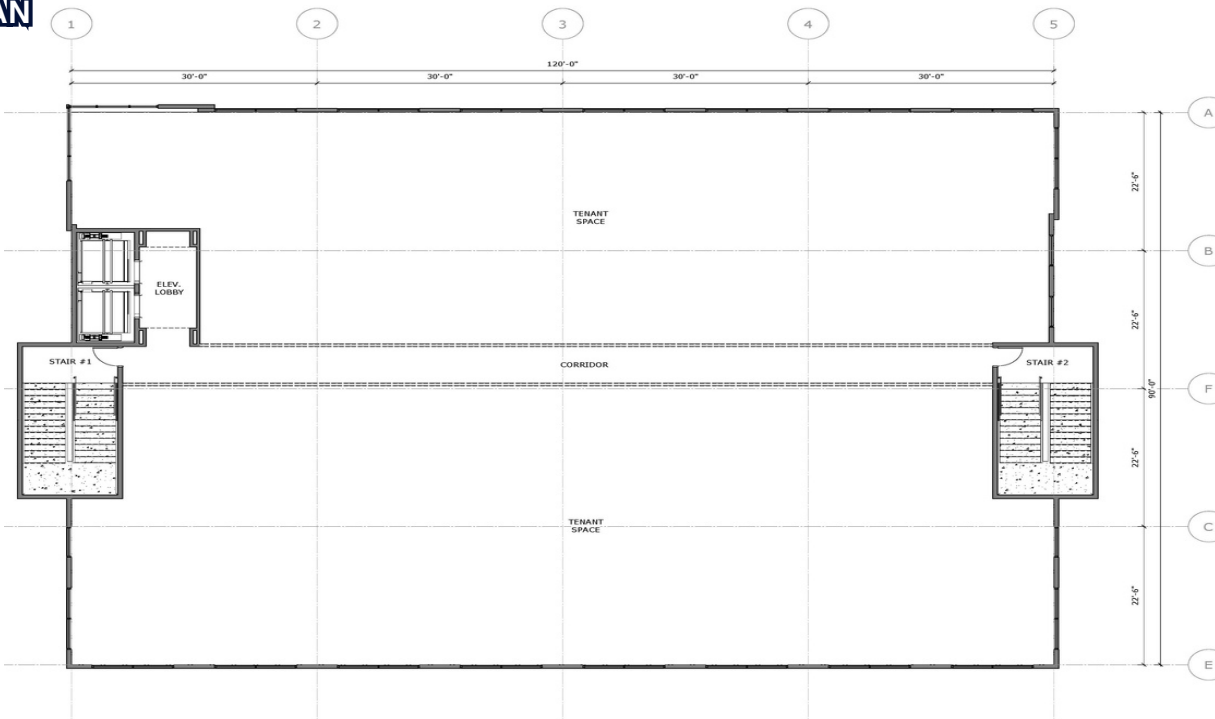 AN
1
2
3
4
5
120'-0"
30'-0"
30'-0"
30'-0"
30'-0"
A
22'-6"
TENANT
SPACE
B
ELEV.
LOBBY
22'-6"
STAIR #1
CORRIDOR
STAIR #2
F
90'-0"
22'-6"
TENANT
SPACE
C
22'-6"
E